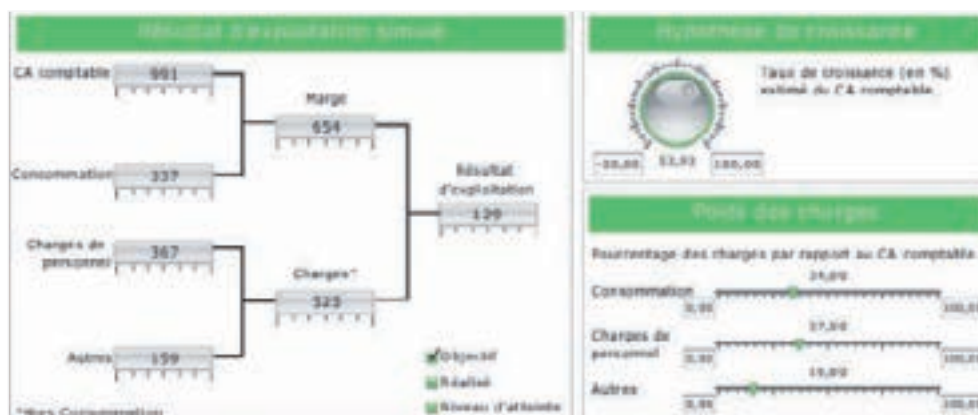 Résultat d'exploitation simulé
CA comptable
991
Marge
654
Consommation
337
Résultat
d'exploitation
129
Charges de
personnel
367
Charges*
525
Autres
159
Objectif
Réalisé
Niveau d'atteinte
*Hors Consommation
Hypothèse de croissance
Taux de croissance (en %)
estimé du CA comptable.
100,00
Poids des charges
Pourcentage des charges par rapport au CA comptable
Consommation
0,00
100,00
Charges de
personnel
0,00
100,00
Autres
0,00
100,00